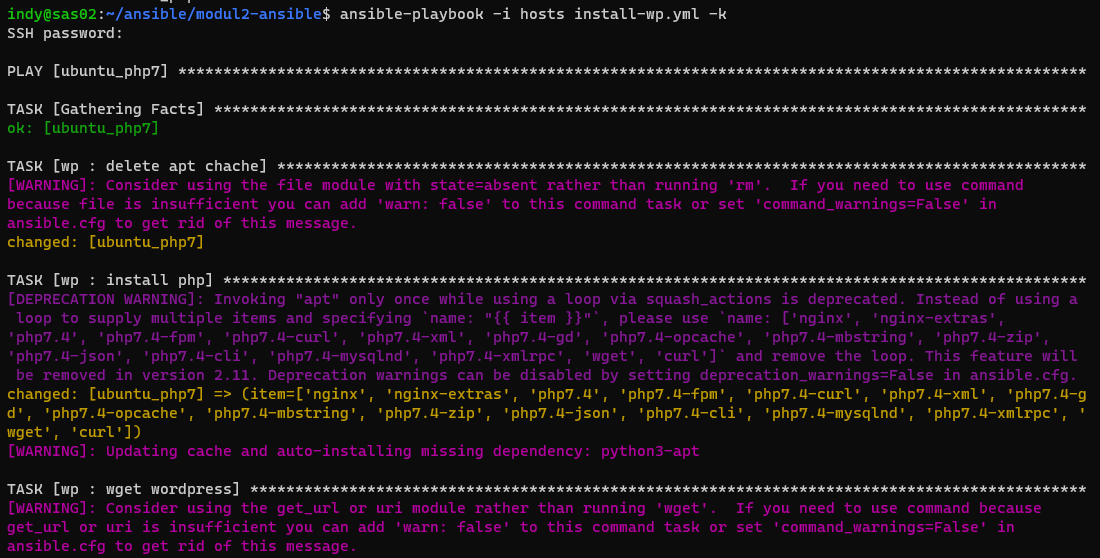 indy@sas02:~/ansible/modul2-ansible$ ansible-playbook -i hosts install-wp.yml -k
SSH password:
PLAY [ubuntu_php7] *****************************************************************************************************
TASK [Gathering Facts] *************************************************************************************************
ok: [ubuntu_php7]
TASK [wp : delete apt chache] ******************************************************************************************
[WARNING]: Consider using the file module with state=absent rather than running 'rm'.  If you need to use command
because file is insufficient you can add 'warn: false' to this command task or set 'command_warnings=False' in
ansible.cfg to get rid of this message.
changed: [ubuntu_php7]
TASK [wp : install php] ************************************************************************************************
[DEPRECATION WARNING]: Invoking "apt" only once while using a loop via squash_actions is deprecated. Instead of using a
 loop to supply multiple items and specifying `name: "{{ item }}"`, please use `name: ['nginx', 'nginx-extras',
'php7.4', 'php7.4-fpm', 'php7.4-curl', 'php7.4-xml', 'php7.4-gd', 'php7.4-opcache', 'php7.4-mbstring', 'php7.4-zip',
'php7.4-json', 'php7.4-cli', 'php7.4-mysqlnd', 'php7.4-xmlrpc', 'wget', 'curl']` and remove the loop. This feature will
 be removed in version 2.11. Deprecation warnings can be disabled by setting deprecation_warnings=False in ansible.cfg.
changed: [ubuntu_php7] => (item=['nginx', 'nginx-extras', 'php7.4', 'php7.4-fpm', 'php7.4-curl', 'php7.4-xml', 'php7.4-g
d', 'php7.4-opcache', 'php7.4-mbstring', 'php7.4-zip', 'php7.4-json', 'php7.4-cli', 'php7.4-mysqlnd', 'php7.4-xmlrpc', '
wget', 'curl'])
[WARNING]: Updating cache and auto-installing missing dependency: python3-apt
TASK [wp : wget wordpress] *********************************************************************************************
[WARNING]: Consider using the get_url or uri module rather than running 'wget'.  If you need to use command because
get_url or uri is insufficient you can add 'warn: false' to this command task or set 'command_warnings=False' in
ansible.cfg to get rid of this message.